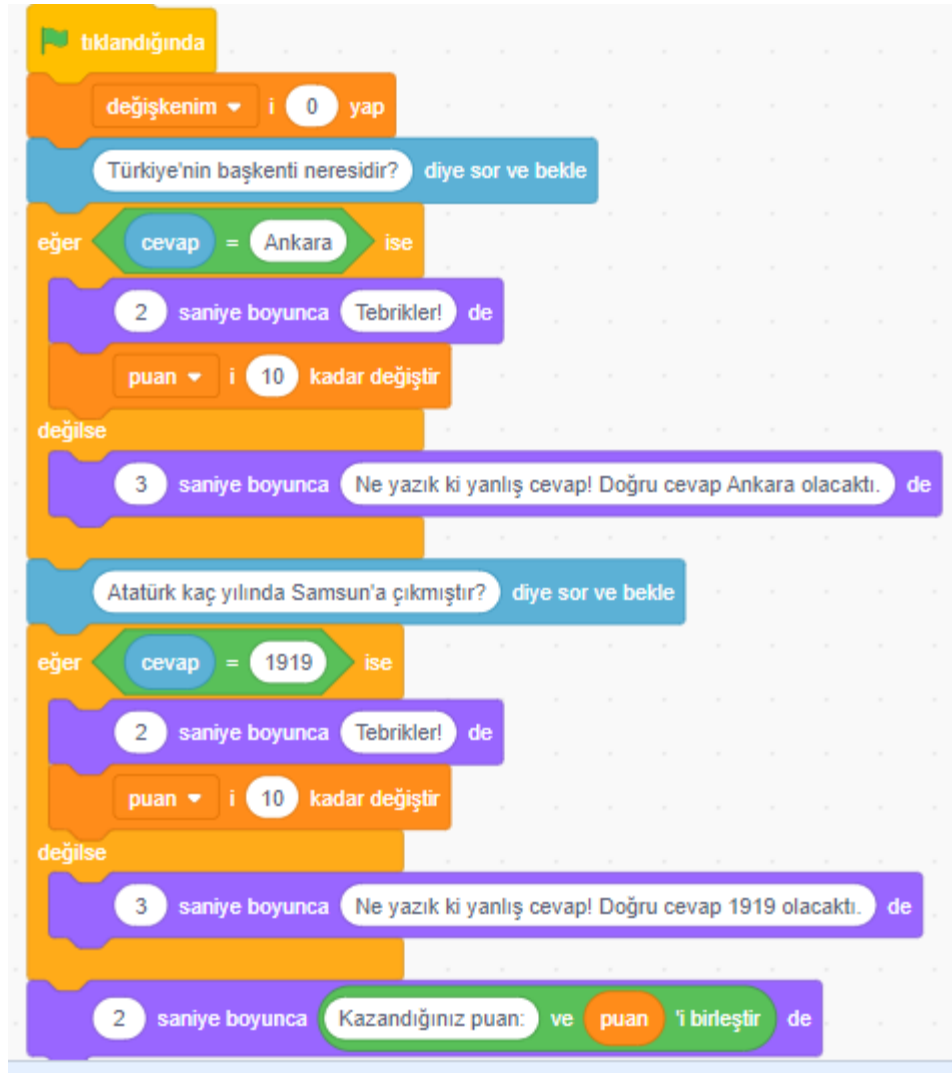 tıklandığında
değişkenim i 0 yap
Türkiye'nin başkenti neresidir? diye sor ve bekle
eğer cevap = Ankara ise
2 saniye boyunca Tebrikler! de
puan i 10 kadar değiştir
değilse
3 saniye boyunca Ne yazık ki yanlış cevap! Doğru cevap Ankara olacaktı. de
Atatürk kaç yılında Samsun'a çıkmıştır? diye sor ve bekle
eğer cevap = 1919 ise
2 saniye boyunca Tebrikler! de
puan i 10 kadar değiştir
değilse
3 saniye boyunca Ne yazık ki yanlış cevap! Doğru cevap 1919 olacaktı. de
2 saniye boyunca Kazandığınız puan: ve puan 'i birleştir de